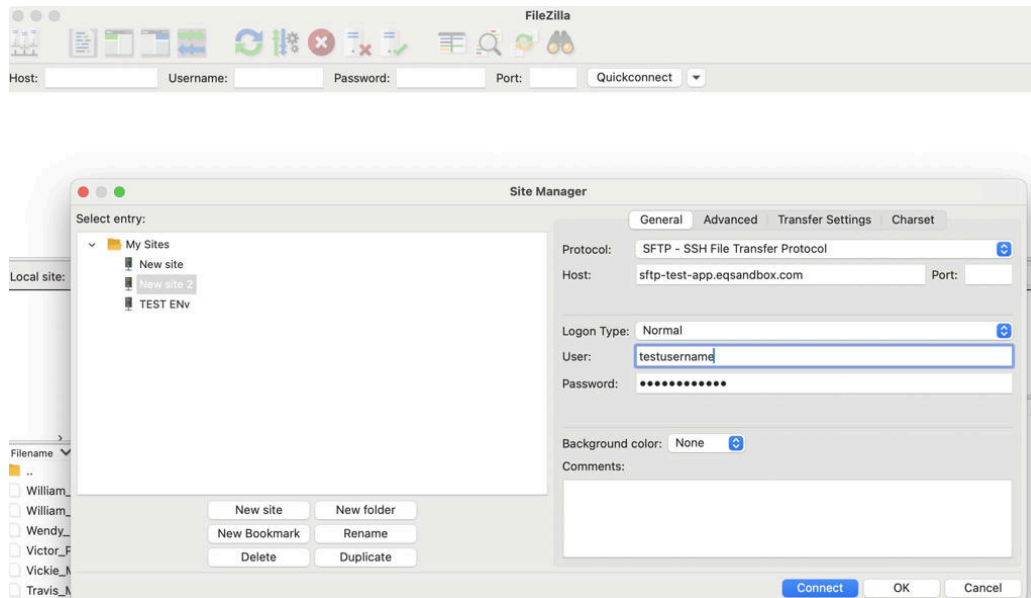 FileZilla
Host: Username: Password: Port: Quickconnect
Site Manager
Select entry:
General Advanced Transfer Settings Charset
My Sites
Protocol: SFTP - SSH File Transfer Protocol
New site
Local site:
Host: sftp-test-app.eqsandbox.com Port:
New site 2
TEST ENv
Logon Type: Normal
User: testusername
Password: ••••••••••••
Background color: None
Filename
Comments:
..
William_
New site New folder
William_
New Bookmark Rename
Wendy_
Victor_P
Delete Duplicate
Vickie_M
Travis_M
Connect OK Cancel